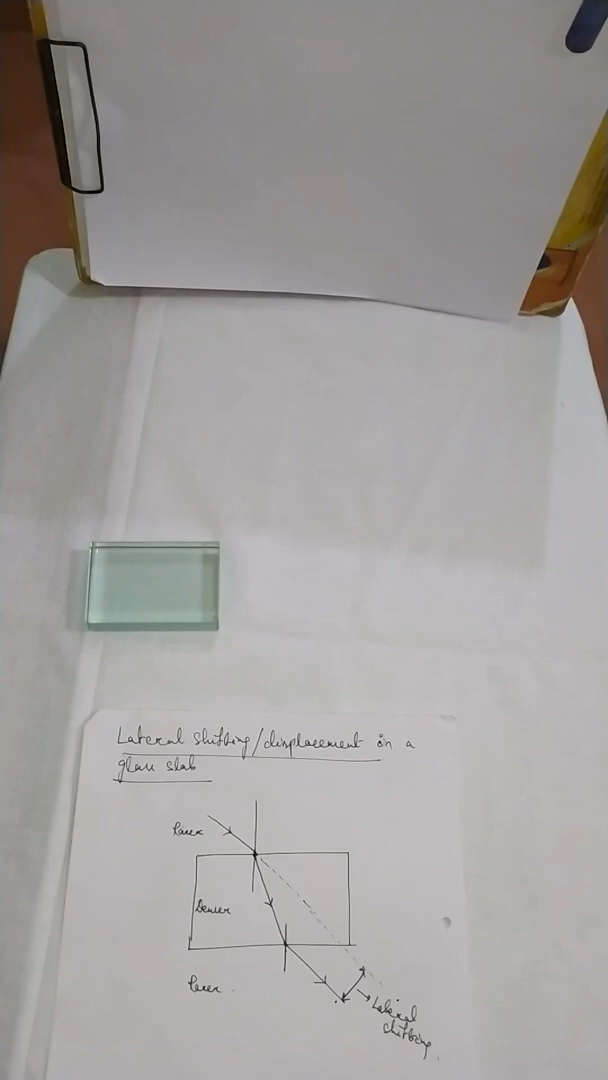 Lateral shifting/displacement in a
glass slab
Rarer
Denser
Rarer
Lateral
shifting